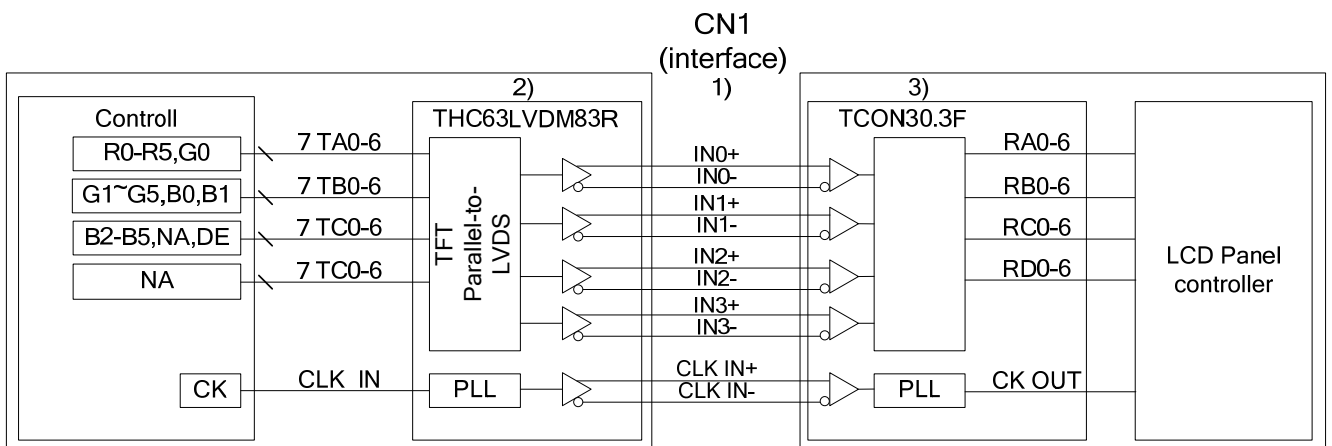 CN1
(interface)
1)
2)
3)
Controll
THC63LVDM83R
TCON30.3F
R0-R5,G0
7 TA0-6
G1~G5,B0,B1
7 TB0-6
B2-B5,NA,DE
7 TC0-6
NA
7 TC0-6
TFT
Parallel-to-
LVDS
IN0+
IN0-
IN1+
IN1-
IN2+
IN2-
IN3+
IN3-
RA0-6
RB0-6
RC0-6
RD0-6
LCD Panel
controller
CK
CLK IN
PLL
CLK IN+
CLK IN-
PLL
CK OUT